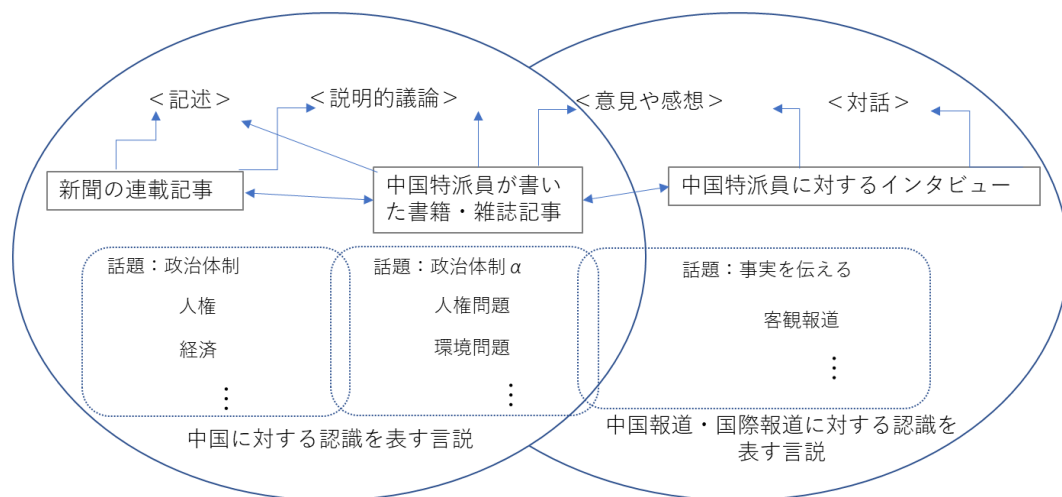 ＜記述＞
＜説明的議論＞
＜意見や感想＞
＜対話＞
新聞の連載記事
中国特派員が書い
た書籍・雑誌記事
中国特派員に対するインタビュー
話題：政治体制
人権
経済
⋮
話題：政治体制α
人権問題
環境問題
⋮
話題：事実を伝える
客観報道
⋮
中国に対する認識を表す言説
中国報道・国際報道に対する認識を
表す言説